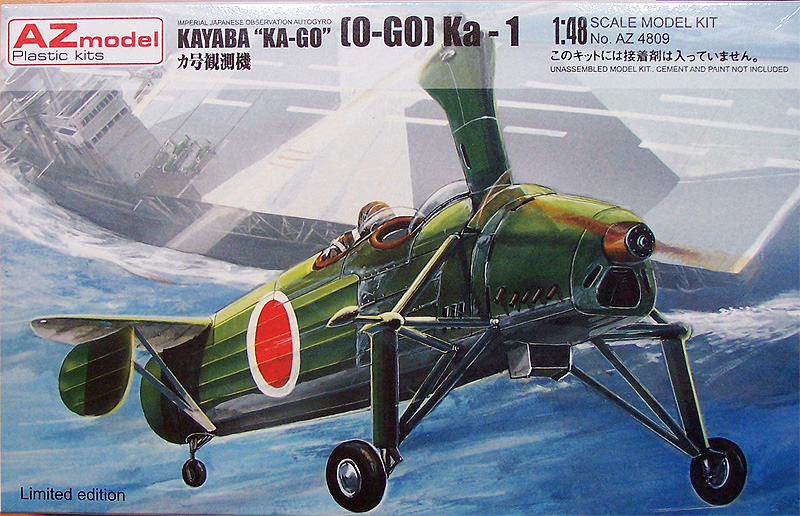 AZmodel
Plastic kits
IMPERIAL JAPANESE OBSERVATION AUTOGYRO
KAYABA "KA-GO" (O-GO) Ka - 1
カ号観測機
1:48 SCALE MODEL KIT
No. AZ 4809
このキットには接着剤は入っていません。
UNASSEMBLED MODEL KIT.. CEMENT AND PAINT NOT INCLUDED
Limited edition